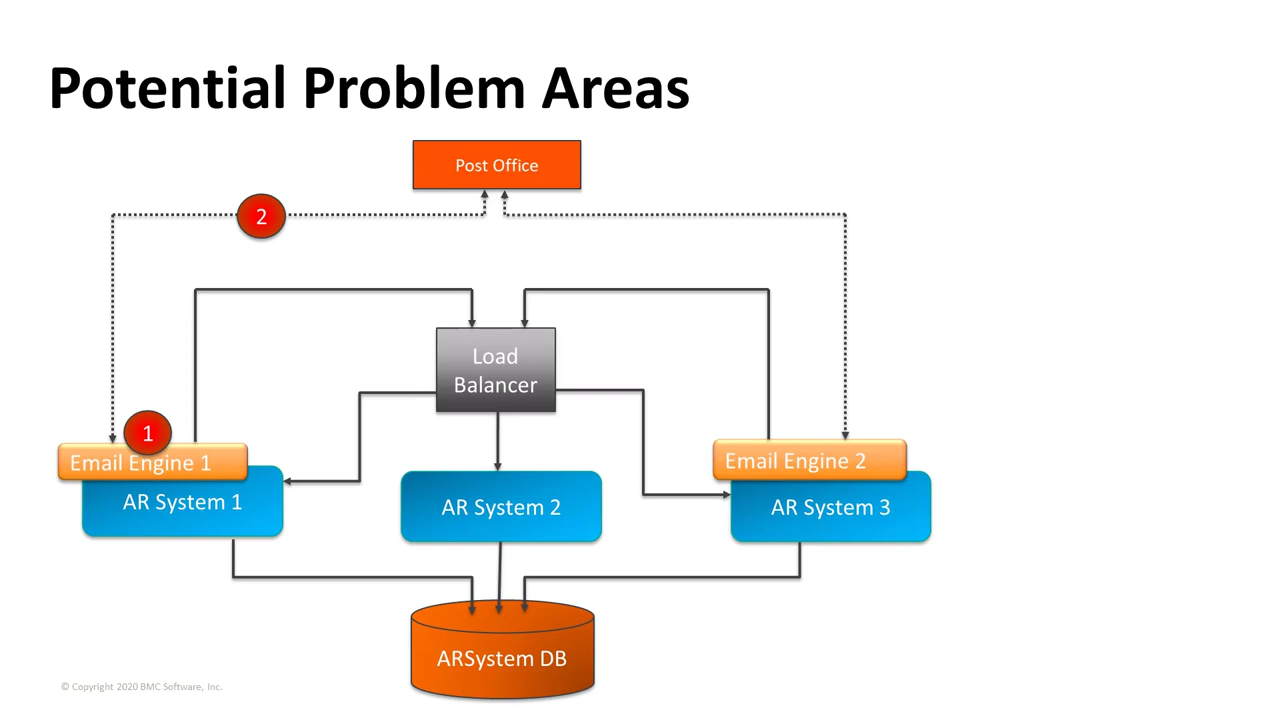 Potential Problem Areas
Post Office
2
Load
Balancer
1
Email Engine 1
Email Engine 2
AR System 1
AR System 2
AR System 3
ARSystem DB
© Copyright 2020 BMC Software, Inc.